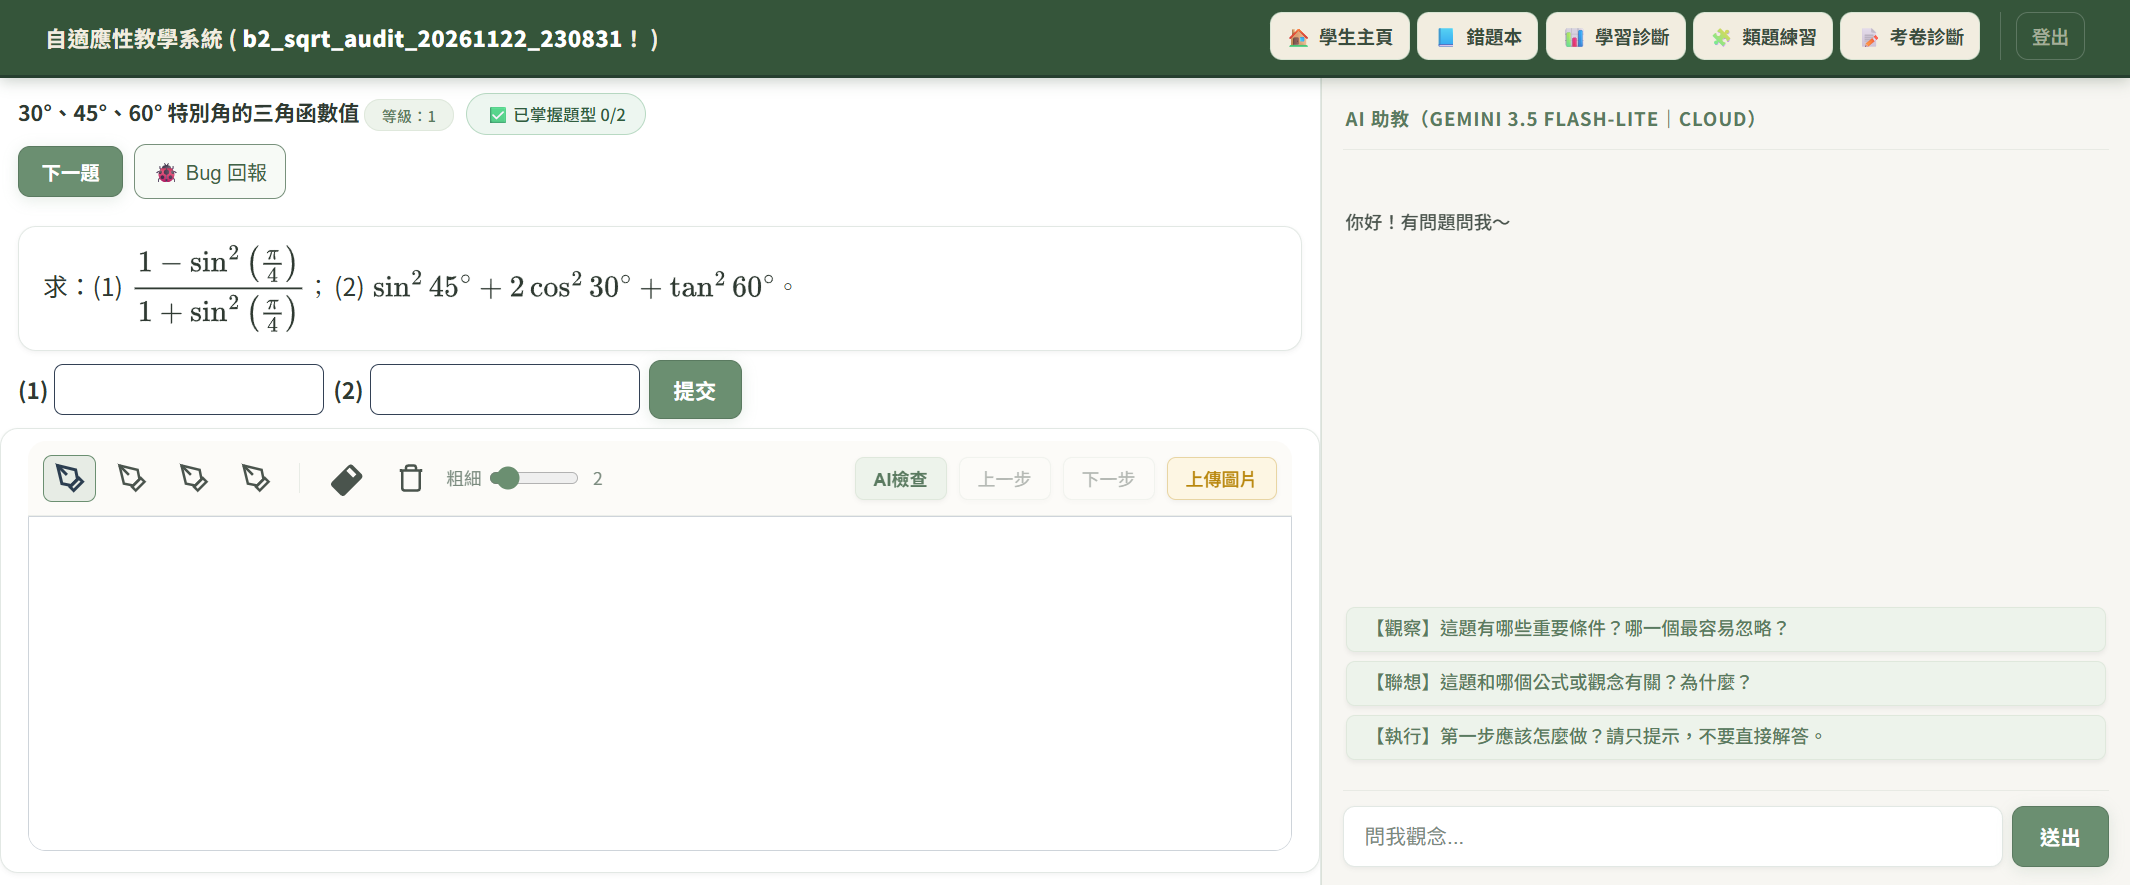 自適應性教學系統 ( b2_sqrt_audit_20261122_230831！ )
學生主頁 錯題本 學習診斷 類題練習 考卷診斷 登出
30°、45°、60° 特別角的三角函數值 等級：1 已掌握題型 0/2
下一題 Bug 回報
求：(1) \frac{1-\sin^2(\frac{π}{4})}{1+\sin^2(\frac{π}{4})}；(2) sin² 45° + 2 cos² 30° + tan² 60°。
(1) (2) 提交
粗細 2 AI檢查 上一步 下一步 上傳圖片
AI 助教（GEMINI 3.5 FLASH-LITE｜CLOUD）
你好！有問題問我～
【觀察】這題有哪些重要條件？哪一個最容易忽略？
【聯想】這題和哪個公式或觀念有關？為什麼？
【執行】第一步應該怎麼做？請只提示，不要直接解答。
問我觀念... 送出